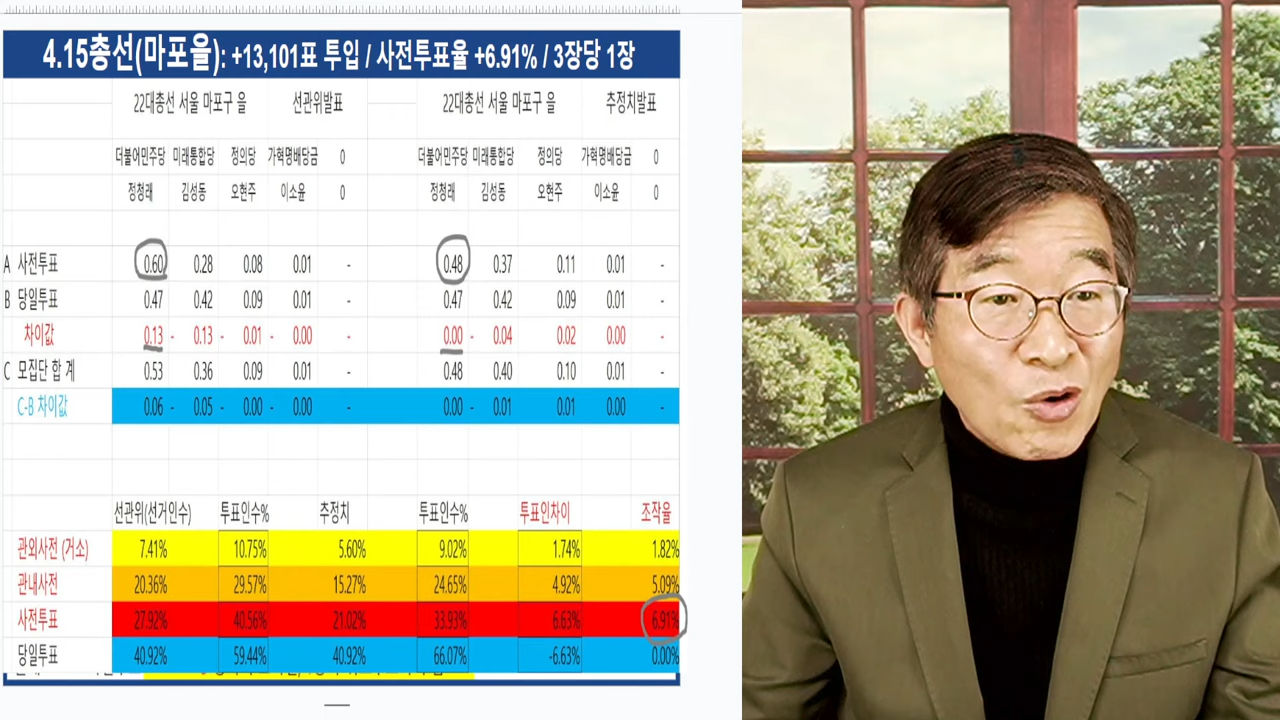 4.15총선(마포을): +13,101표 투입 / 사전투표율 +6.91% / 3장당 1장
22대총선 서울 마포구 을 선관위발표 22대총선 서울 마포구 을 추정치발표
더불어민주당 미래통합당 정의당 가혁명배당금 0 더불어민주당 미래통합당 정의당 가혁명배당금 0
정청래 김성동 오현주 이소윤 0 정청래 김성동 오현주 이소윤 0
A 사전투표 0.60 0.28 0.08 0.01 - 0.48 0.37 0.11 0.01 -
B 당일투표 0.47 0.42 0.09 0.01 - 0.47 0.42 0.09 0.01 -
차이값 0.13 - 0.13 - 0.01 - 0.00 - 0.00 - 0.04 0.02 0.00 -
C 모집단 합 계 0.53 0.36 0.09 0.01 - 0.48 0.40 0.10 0.01 -
C-B 차이값 0.06 - 0.05 - 0.00 - 0.00 - 0.00 - 0.01 0.01 0.00 -
선관위(선거인수) 투표인수% 추정치 투표인수% 투표인차이 조작율
관외사전 (거소) 7.41% 10.75% 5.60% 9.02% 1.74% 1.82%
관내사전 20.36% 29.57% 15.27% 24.65% 4.92% 5.09%
사전투표 27.92% 40.56% 21.02% 33.93% 6.63% 6.91%
당일투표 40.92% 59.44% 40.92% 66.07% -6.63% 0.00%